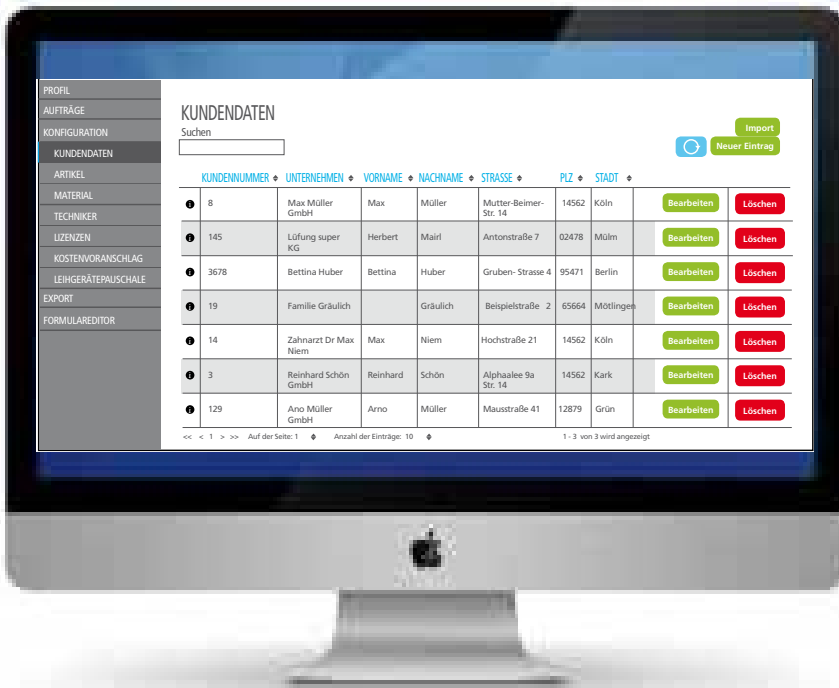 PROFIL
AUFTRÄGE
KONFIGURATION
KUNDENDATEN
ARTIKEL
MATERIAL
TECHNIKER
LIZENZEN
KOSTENVORANSCHLAG
LEIHGERÄTEPAUSCHALE
EXPORT
FORMULAREDITOR
KUNDENDATEN
Suchen
Import
Neuer Eintrag
KUNDENNUMMER UNTERNEHMEN VORNAME NACHNAME STRASSE PLZ STADT
8 Max Müller GmbH Max Müller Mutter-Beimer-Str. 14 14562 Köln Bearbeiten Löschen
145 Lüfung super KG Herbert Mairl Antonstraße 7 02478 Mülm Bearbeiten Löschen
3678 Bettina Huber Bettina Huber Gruben- Strasse 4 95471 Berlin Bearbeiten Löschen
19 Familie Gräulich Gräulich Beispielstraße 2 65664 Mötlingen Bearbeiten Löschen
14 Zahnarzt Dr Max Niem Max Niem Hochstraße 21 14562 Köln Bearbeiten Löschen
3 Reinhard Schön GmbH Reinhard Schön Alphaalee 9a Str. 14 14562 Kark Bearbeiten Löschen
129 Ano Müller GmbH Arno Müller Mausstraße 41 12879 Grün Bearbeiten Löschen
<< < 1 > >> Auf der Seite: 1 Anzahl der Einträge: 10 1 - 3 von 3 wird angezeigt